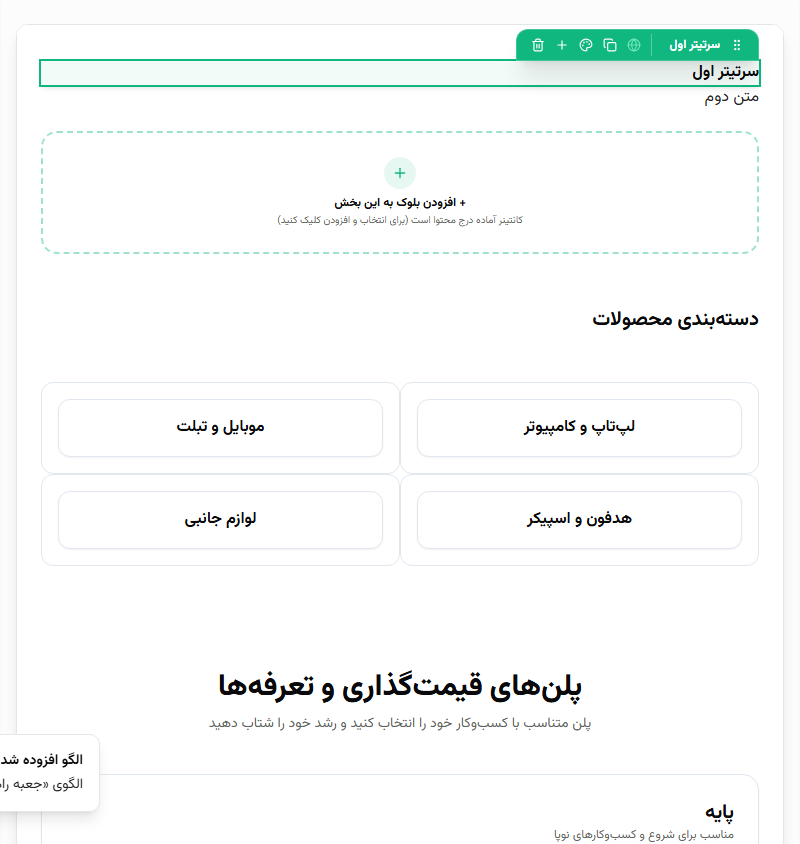 سرتیتر اول
سرتیتر اول
متن دوم
+ افزودن بلوک به این بخش
کانتینر آماده درج محتوا است (برای انتخاب و افزودن کلیک کنید)
دسته‌بندی محصولات
لپ‌تاپ و کامپیوتر
موبایل و تبلت
هدفون و اسپیکر
لوازم جانبی
پلن‌های قیمت‌گذاری و تعرفه‌ها
پلن متناسب با کسب‌وکار خود را انتخاب کنید و رشد خود را شتاب دهید
الگو افزوده شد
الگوی «جعبه
پایه
مناسب برای شروع و کسب‌وکارهای نوپا